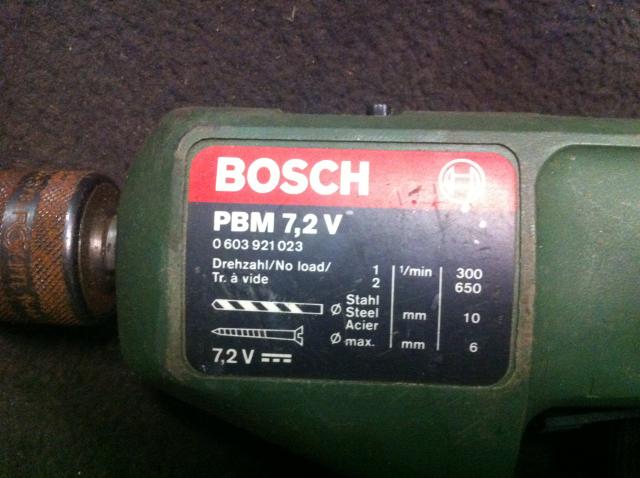 BOSCH
PBM 7,2 V
0 603 921 023
Drehzahl/No load/
Tr. à vide
1 1/min 300
2 650
Ø Stahl
Steel mm 10
Acier
Ø max. mm 6
7,2 V